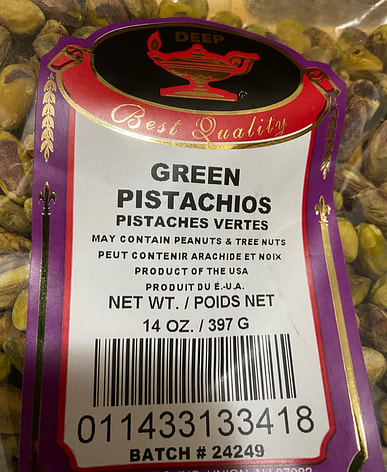 DEEP
Best Quality
GREEN
PISTACHIOS
PISTACHES VERTES
MAY CONTAIN PEANUTS & TREE NUTS
PEUT CONTENIR ARACHIDE ET NOIX
PRODUCT OF THE USA
PRODUIT DU É.-U.A.
NET WT. / POIDS NET
14 OZ. / 397 G
011433133418
BATCH # 24249